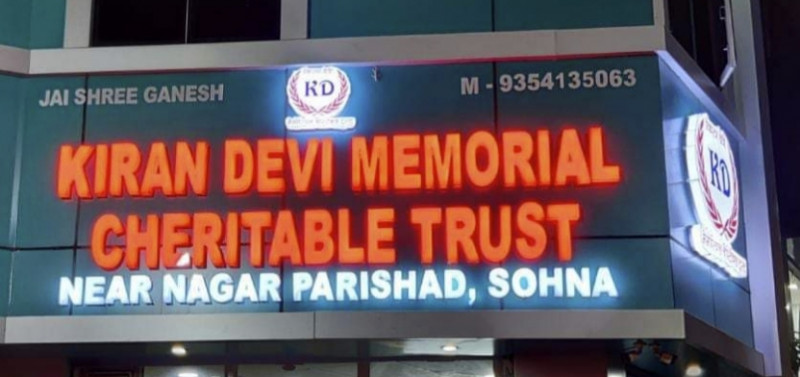 JAI SHREE GANESH
KD
M - 9354135063
KIRAN DEVI MEMORIAL
CHERITABLE TRUST
NEAR NAGAR PARISHAD, SOHNA
KD